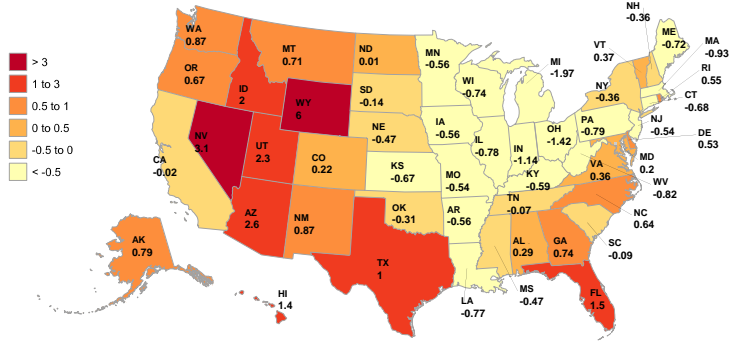 > 3
1 to 3
0.5 to 1
0 to 0.5
-0.5 to 0
< -0.5
WA
0.87
OR
0.67
CA
-0.02
NV
3.1
ID
2
MT
0.71
WY
6
UT
2.3
AZ
2.6
CO
0.22
NM
0.87
ND
0.01
SD
-0.14
NE
-0.47
KS
-0.67
OK
-0.31
TX
1
MN
-0.56
IA
-0.56
MO
-0.54
AR
-0.56
LA
-0.77
WI
-0.74
IL
-0.78
MI
-1.97
IN
-1.14
OH
-1.42
KY
-0.59
TN
-0.07
MS
-0.47
AL
0.29
GA
0.74
FL
1.5
SC
-0.09
NC
0.64
VA
0.36
WV
-0.82
MD
0.2
DE
0.53
PA
-0.79
NJ
-0.54
NY
-0.36
CT
-0.68
RI
0.55
MA
-0.93
VT
0.37
NH
-0.36
ME
-0.72
AK
0.79
HI
1.4